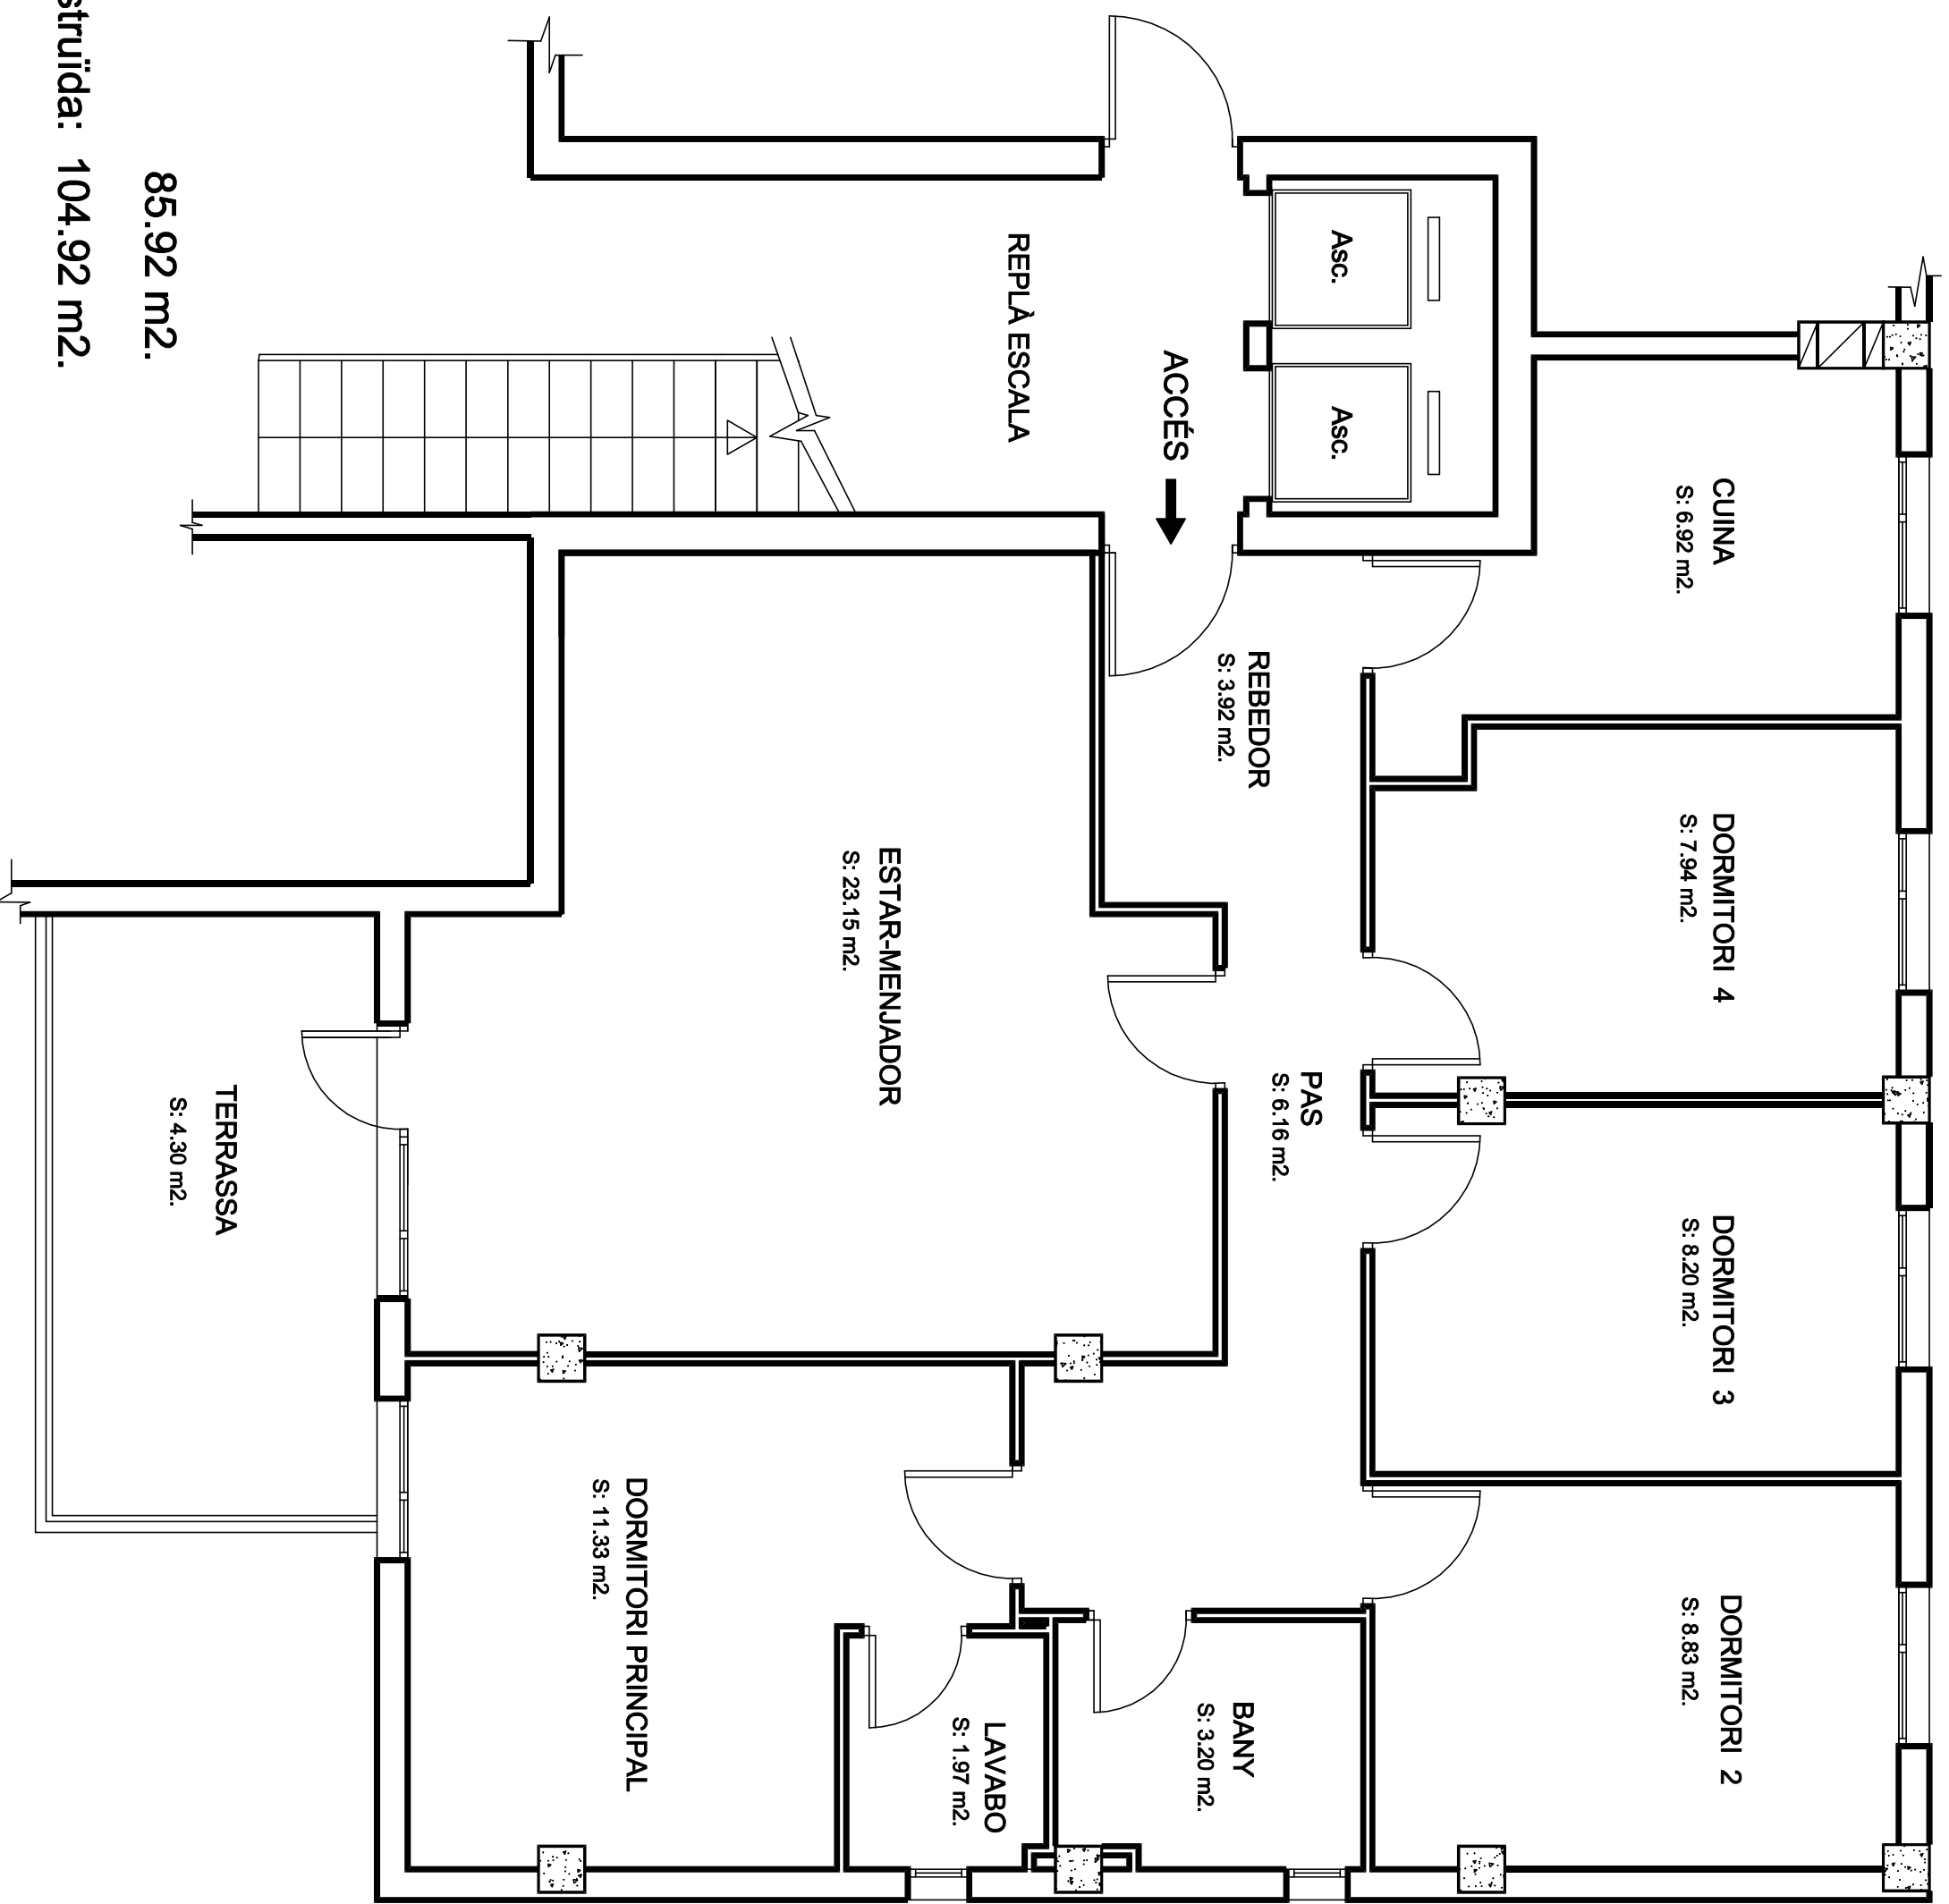 CUINA
S: 6.92 m2.
DORMITORI 4
S: 7.94 m2.
DORMITORI 3
S: 8.20 m2.
DORMITORI 2
S: 8.83 m2.
Asc.
Asc.
ACCÉS
REPLÀ ESCALA
REBEDOR
S: 3.92 m2.
PAS
S: 6.16 m2.
BANY
S: 3.20 m2.
LAVABO
S: 1.97 m2.
ESTAR-MENJADOR
S: 23.15 m2.
DORMITORI PRINCIPAL
S: 11.33 m2.
TERRASSA
S: 4.30 m2.
85.92 m2.
struïda: 104.92 m2.